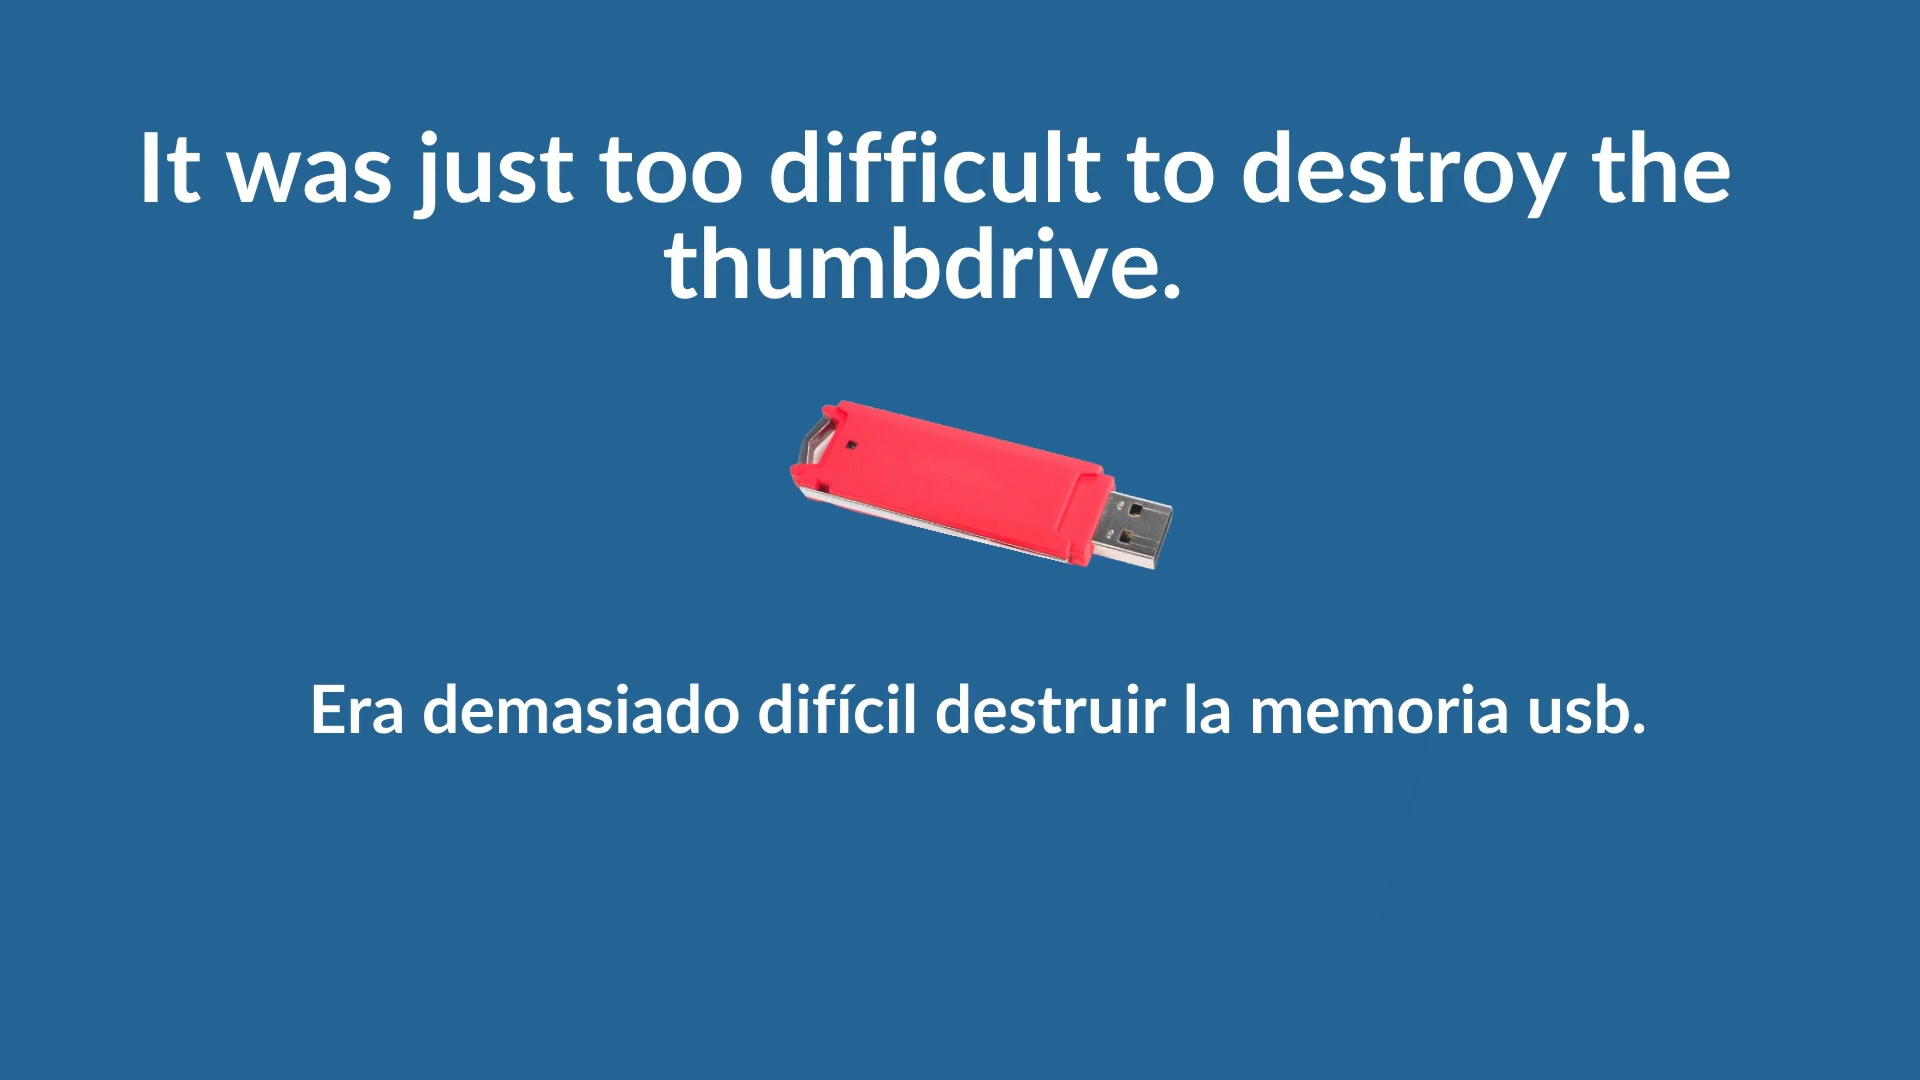 It was just too difficult to destroy the
thumbdrive.
Era demasiado difícil destruir la memoria usb.